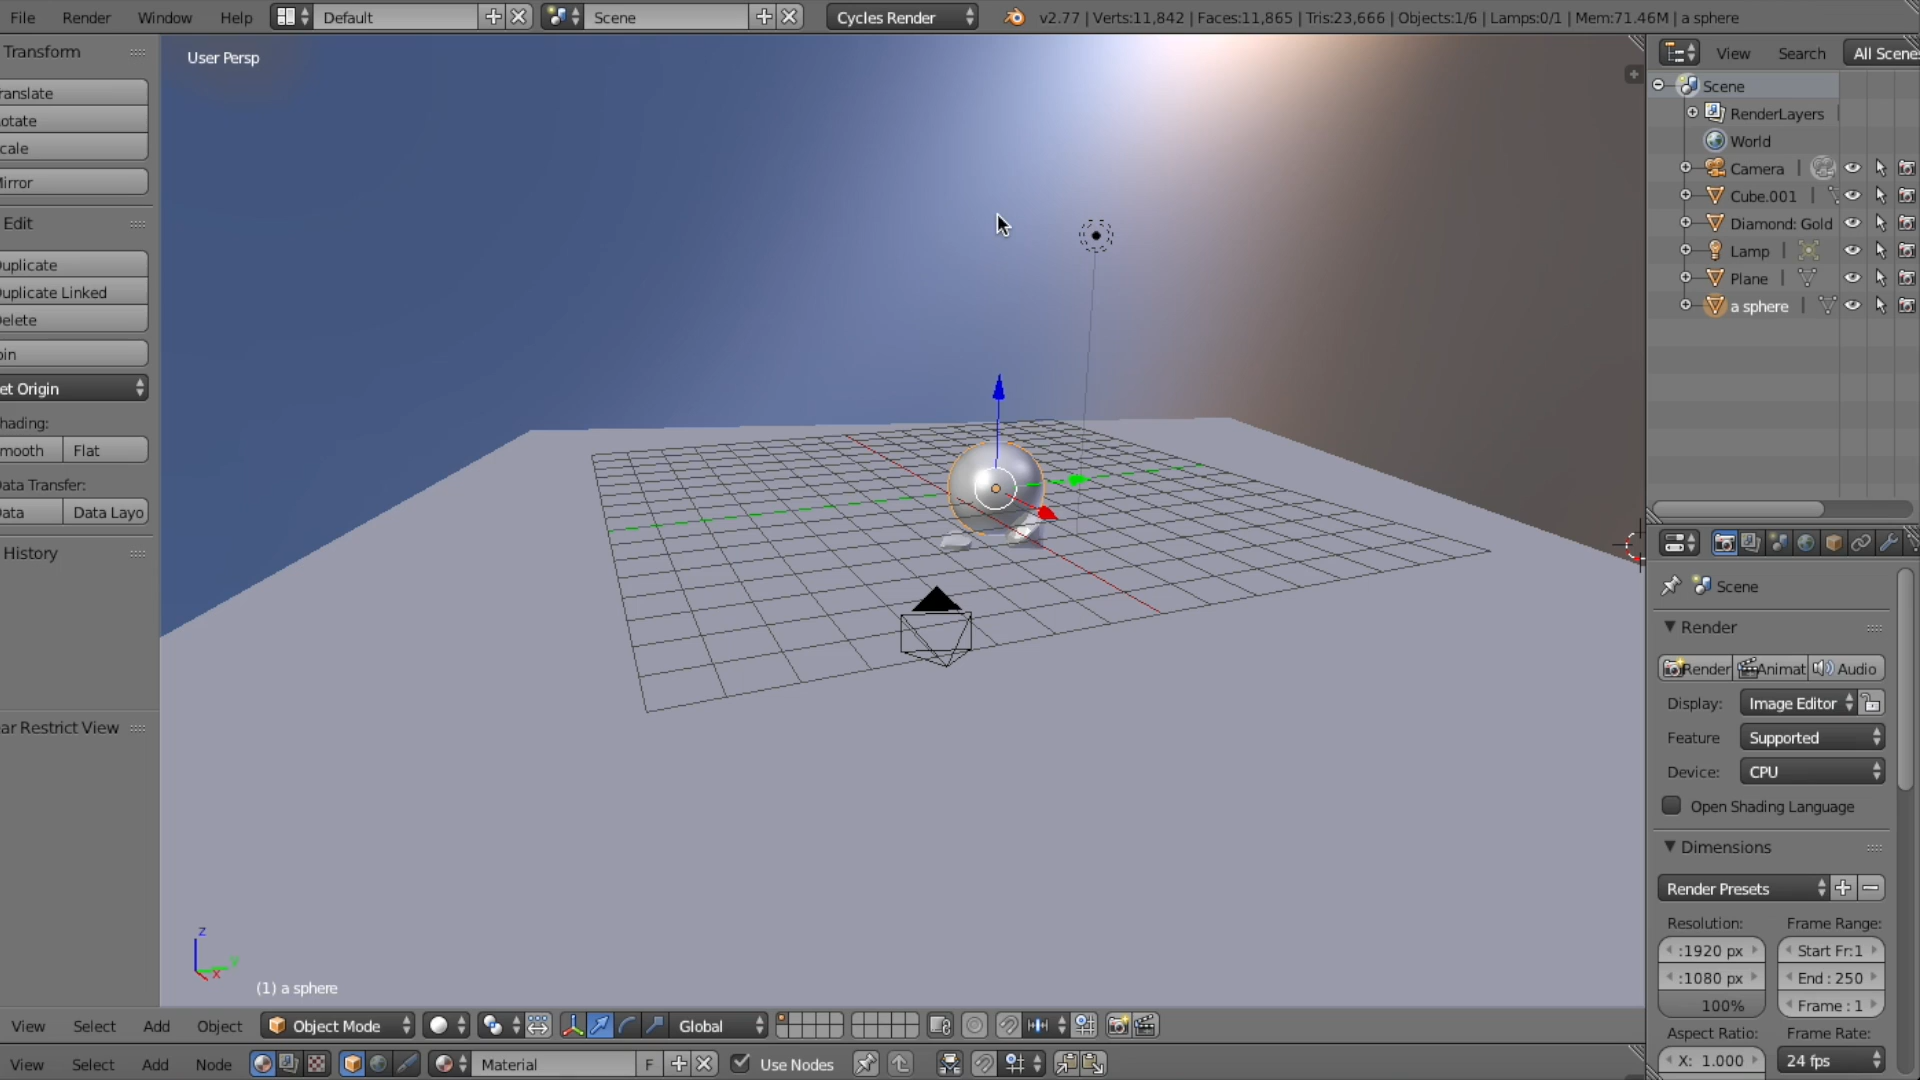 File Render Window Help Default Scene Cycles Render v2.77 | Verts:11,842 | Faces:11,865 | Tris:23,666 | Objects:1/6 | Lamps:0/1 | Mem:71.46M | a sphere
Transform
ranslate
otate
cale
irror
Edit
uplicate
uplicate Linked
elete
oin
et Origin
hading:
mooth Flat
ata Transfer:
ata Data Layo
History
ar Restrict View
User Persp
z
y
x
(1) a sphere
View Search All Scene
Scene
RenderLayers
World
Camera
Cube.001
Diamond: Gold
Lamp
Plane
a sphere
Scene
Render
Render Animat Audio
Display: Image Editor
Feature Supported
Device: CPU
Open Shading Language
Dimensions
Render Presets
Resolution: Frame Range:
:1920 px Start Fr:1
:1080 px End : 250
100% Frame : 1
Aspect Ratio: Frame Rate:
X: 1.000 24 fps
View Select Add Object Object Mode Global
View Select Add Node Material F Use Nodes